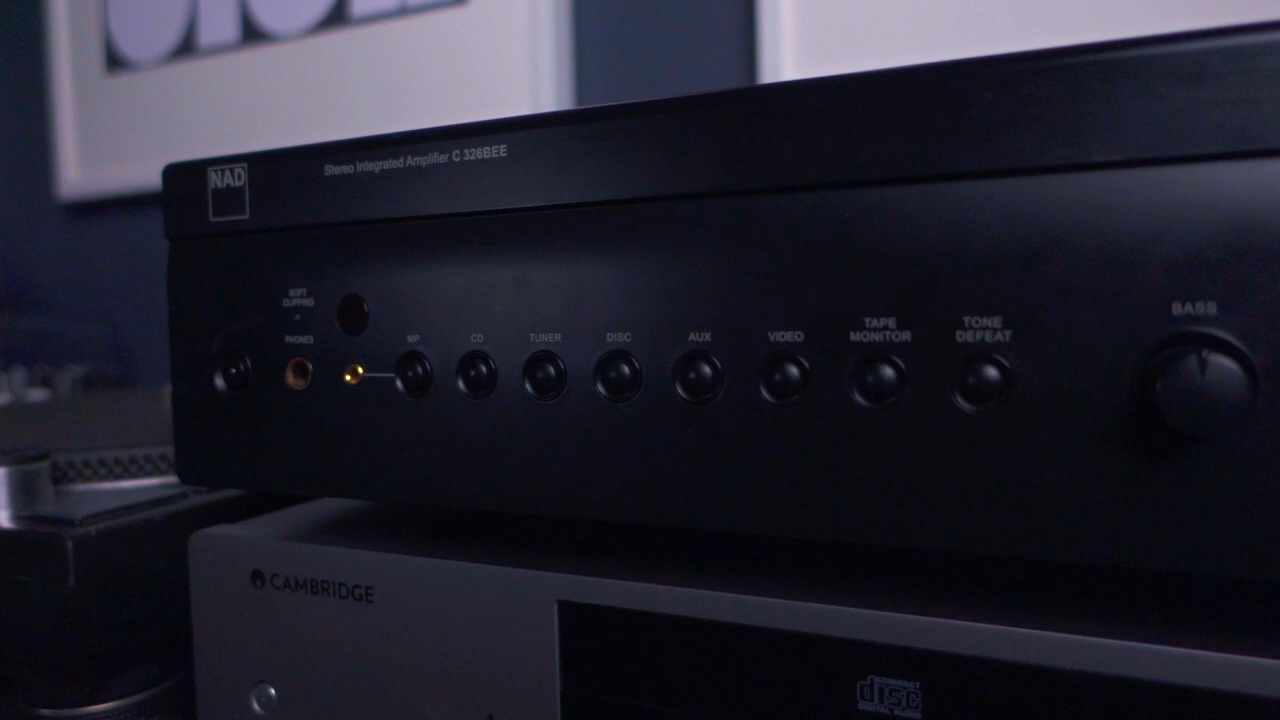 NAD
Stereo Integrated Amplifier C 326BEE
SOFT
CLIPPING
PHONES
MP
CD
TUNER
DISC
AUX
VIDEO
TAPE
MONITOR
TONE
DEFEAT
BASS
CAMBRIDGE
COMPACT
disc
DIGITAL AUDIO